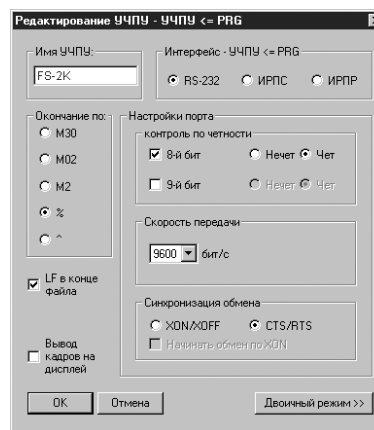 Редактирование УЧПУ - УЧПУ <= PRG
Имя УЧПУ:
FS-2K
Интерфейс - УЧПУ <= PRG
RS-232 ИРПС ИРПР
Окончание по:
M30
M02
M2
%
^
LF в конце файла
Вывод кадров на дисплей
Настройки порта
контроль по четности
8-й бит Нечет Чет
9-й бит Нечет Чет
Скорость передачи
9600 бит/с
Синхронизация обмена
XON/XOFF CTS/RTS
Начинать обмен по XON
OK Отмена Двоичный режим >>